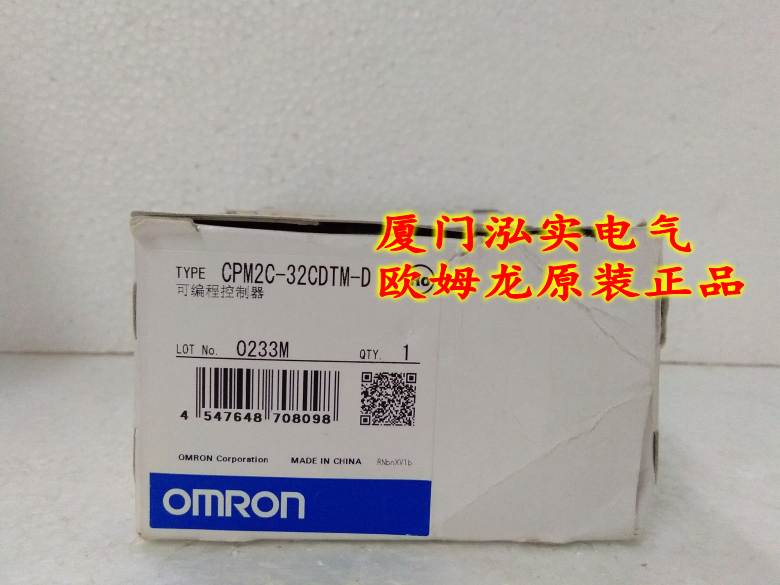 厦门泓实电气
欧姆龙原装正品
TYPE CPM2C-32CDTM-D
可编程控制器
LOT No. 0233M QTY. 1
4 547648 708098
OMRON Corporation MADE IN CHINA RNbnXV1b
OMRON